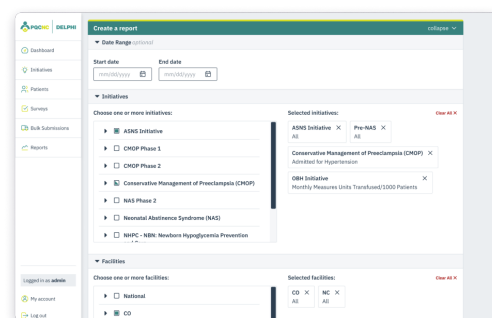 PQCNC DELPHI
Create a report
collapse
Dashboard
Date Range optional
Start date End date
Initiatives
mm/dd/yyyy mm/dd/yyyy
Patients
Initiatives
Surveys
Choose one or more initiatives: Selected initiatives: Clear All X
Bulk Submissions
ASNS Initiative
ASNS Initiative X Pre-NAS X
All All
Reports
CMOP Phase 1
CMOP Phase 2
Conservative Management of Preeclampsia (CMOP) X
Admitted for Hypertension
Conservative Management of Preeclampsia (CMOP)
OBH Initiative X
Monthly Measures Units Transfused/1000 Patients
NAS Phase 2
Neonatal Abstinence Syndrome (NAS)
NHPC - NBN: Newborn Hypoglycemia Prevention
Facilities
Logged in as admin
Choose one or more facilities: Selected facilities: Clear All X
My account
National
CO X NC X
All All
Log out
CO